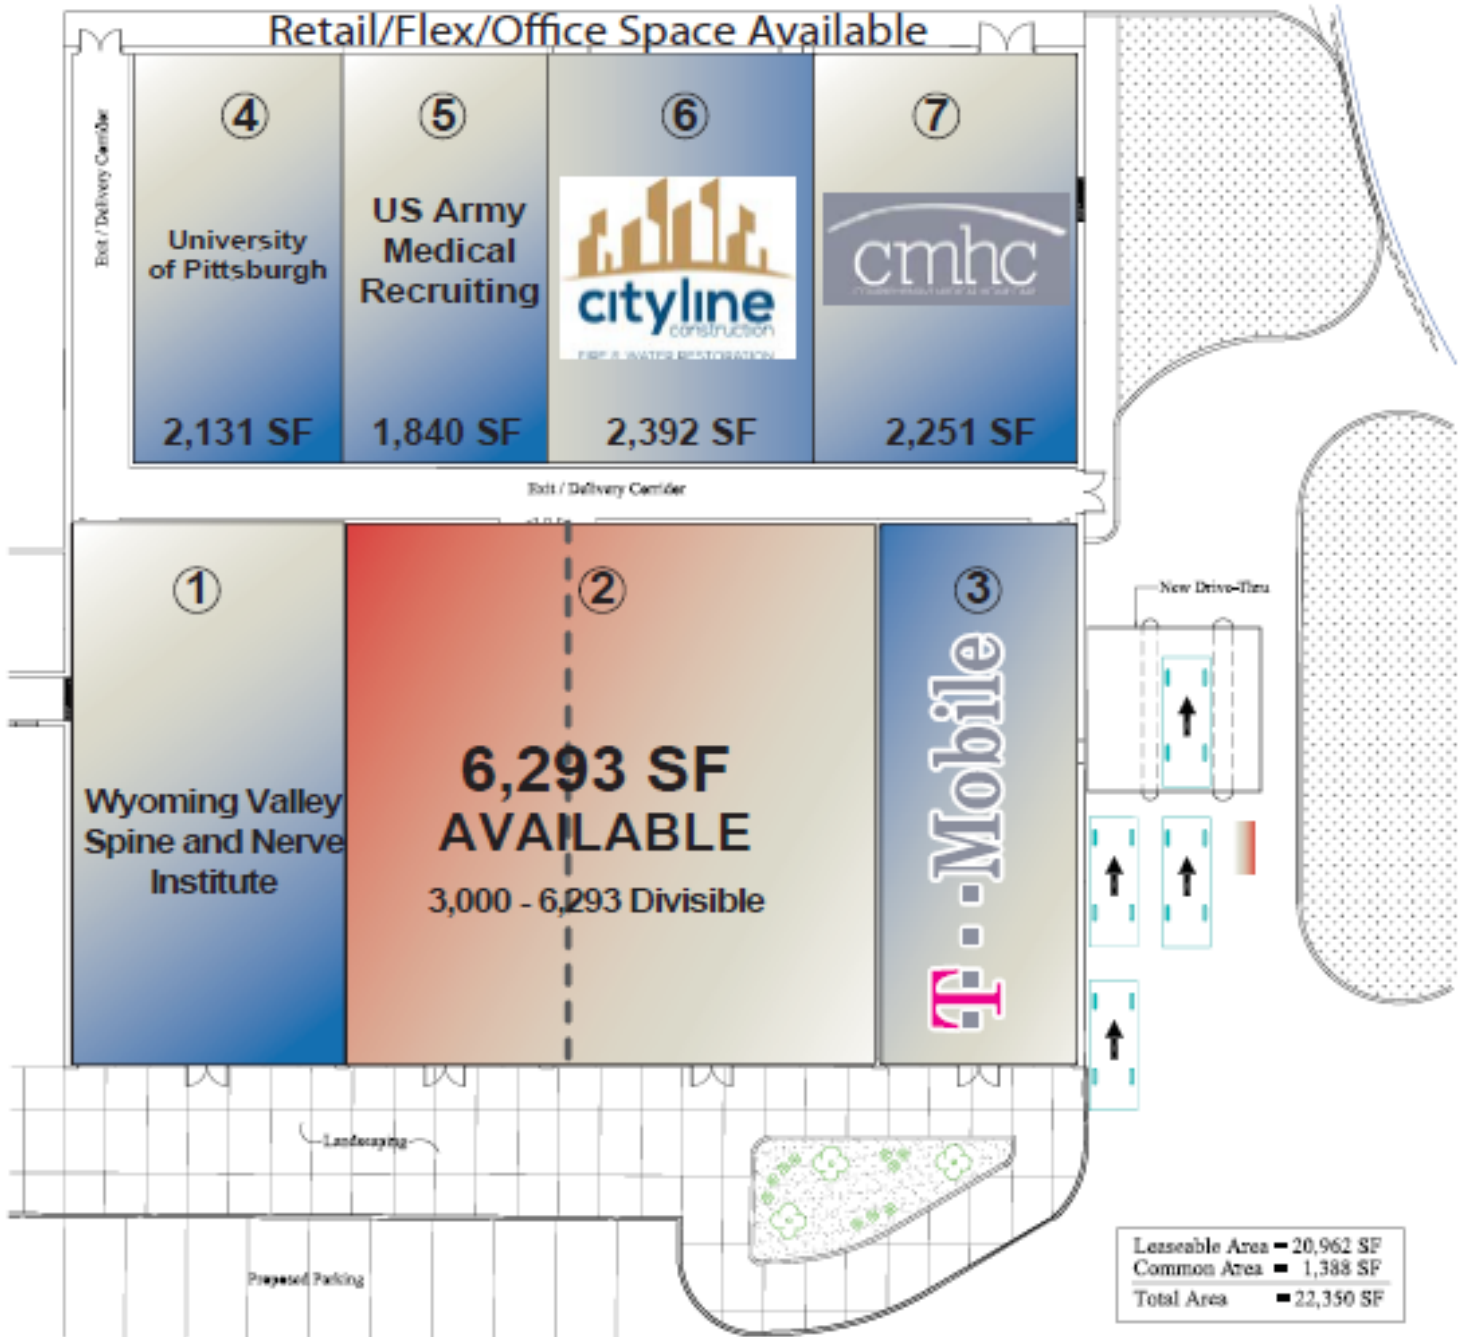 Retail/Flex/Office Space Available
Exit / Delivery Corridor
4
University
of Pittsburgh
2,131 SF
5
US Army
Medical
Recruiting
1,840 SF
6
cityline
construction
FIRE & WATER RESTORATION
2,392 SF
7
cmhc
2,251 SF
Exit / Delivery Corridor
1
Wyoming Valley
Spine and Nerve
Institute
2
6,293 SF
AVAILABLE
3,000 - 6,293 Divisible
3
T Mobile
New Drive-Thru
Landscaping
Proposed Parking
Leaseable Area = 20,962 SF
Common Area = 1,388 SF
Total Area = 22,350 SF